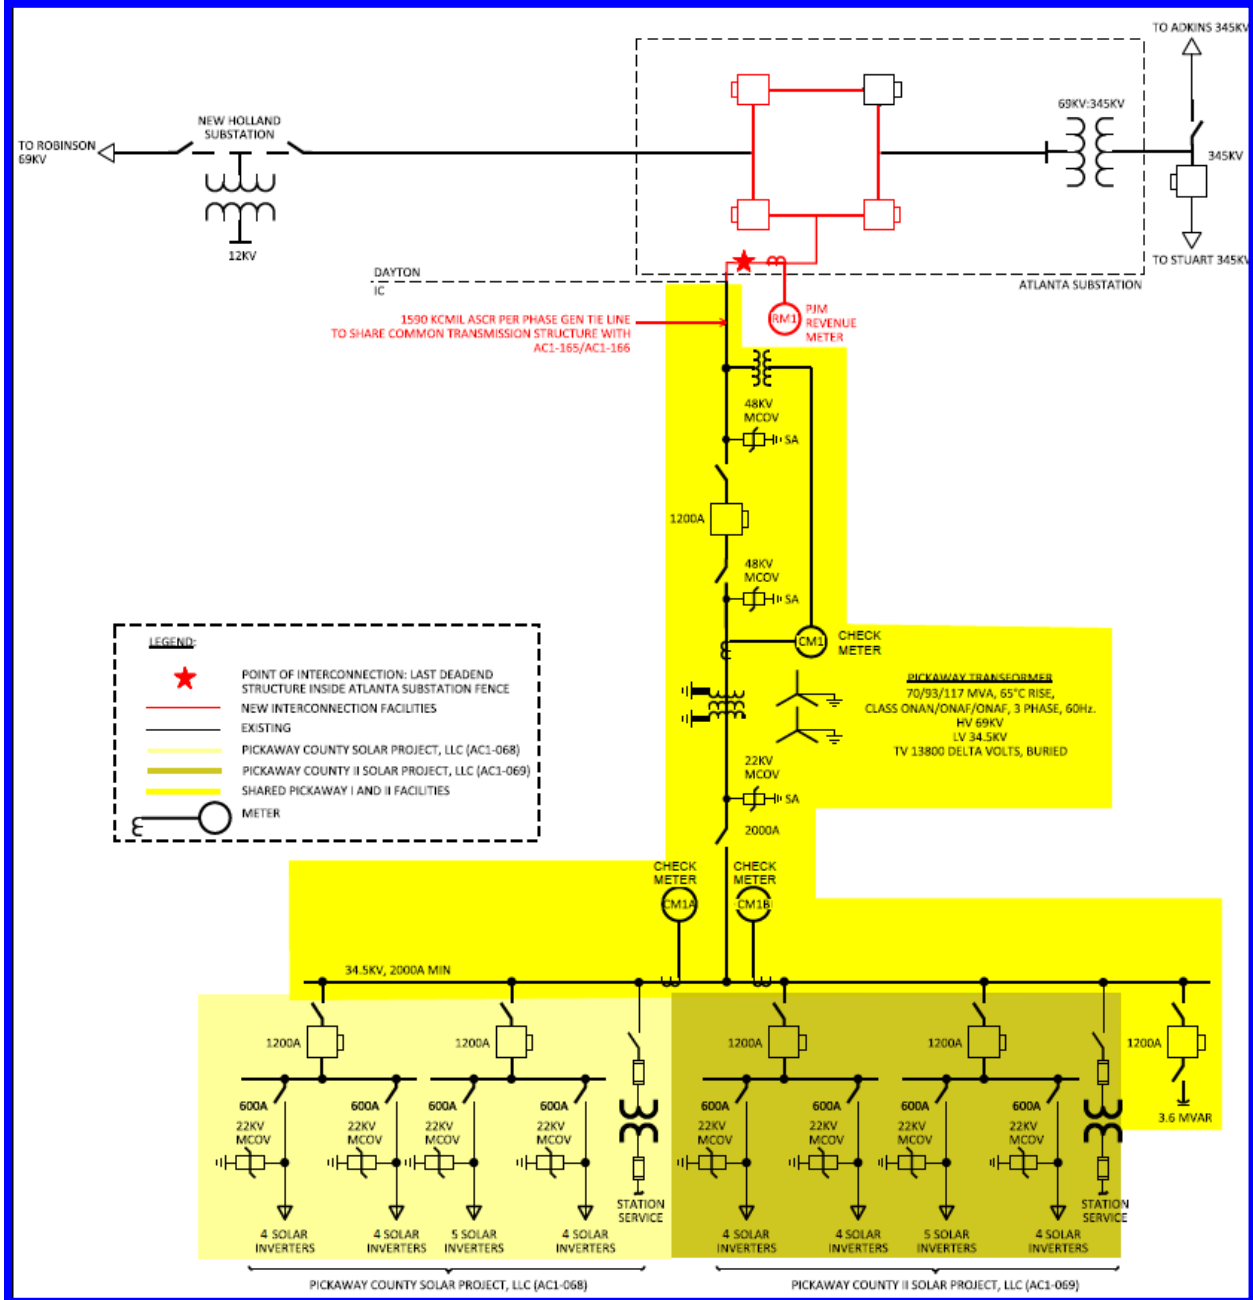 TO ADKINS 345KV
69KV:345KV
NEW HOLLAND
SUBSTATION
TO ROBINSON
69KV
345KV
12KV
TO STUART 345KV
DAYTON
IC
ATLANTA SUBSTATION
1590 KCMIL ASCR PER PHASE GEN TIE LINE
TO SHARE COMMON TRANSMISSION STRUCTURE WITH
AC1-165/AC1-166
RM1
PJM
REVENUE
METER
48KV
MCOV
SA
1200A
48KV
MCOV
SA
CM1
CHECK
METER
LEGEND:
POINT OF INTERCONNECTION: LAST DEADEND
STRUCTURE INSIDE ATLANTA SUBSTATION FENCE
NEW INTERCONNECTION FACILITIES
EXISTING
PICKAWAY COUNTY SOLAR PROJECT, LLC (AC1-068)
PICKAWAY COUNTY II SOLAR PROJECT, LLC (AC1-069)
SHARED PICKAWAY I AND II FACILITIES
METER
PICKAWAY TRANSFORMER
70/93/117 MVA, 65°C RISE,
CLASS ONAN/ONAF/ONAF, 3 PHASE, 60Hz.
HV 69KV
LV 34.5KV
TV 13800 DELTA VOLTS, BURIED
22KV
MCOV
SA
2000A
CHECK
METER
CM1A
CHECK
METER
CM1B
34.5KV, 2000A MIN
1200A
1200A
1200A
1200A
1200A
600A
600A
600A
600A
600A
600A
600A
600A
22KV
MCOV
22KV
MCOV
22KV
MCOV
22KV
MCOV
22KV
MCOV
22KV
MCOV
22KV
MCOV
22KV
MCOV
3.6 MVAR
STATION
SERVICE
STATION
SERVICE
4 SOLAR
INVERTERS
4 SOLAR
INVERTERS
5 SOLAR
INVERTERS
4 SOLAR
INVERTERS
4 SOLAR
INVERTERS
4 SOLAR
INVERTERS
5 SOLAR
INVERTERS
4 SOLAR
INVERTERS
PICKAWAY COUNTY SOLAR PROJECT, LLC (AC1-068)
PICKAWAY COUNTY II SOLAR PROJECT, LLC (AC1-069)